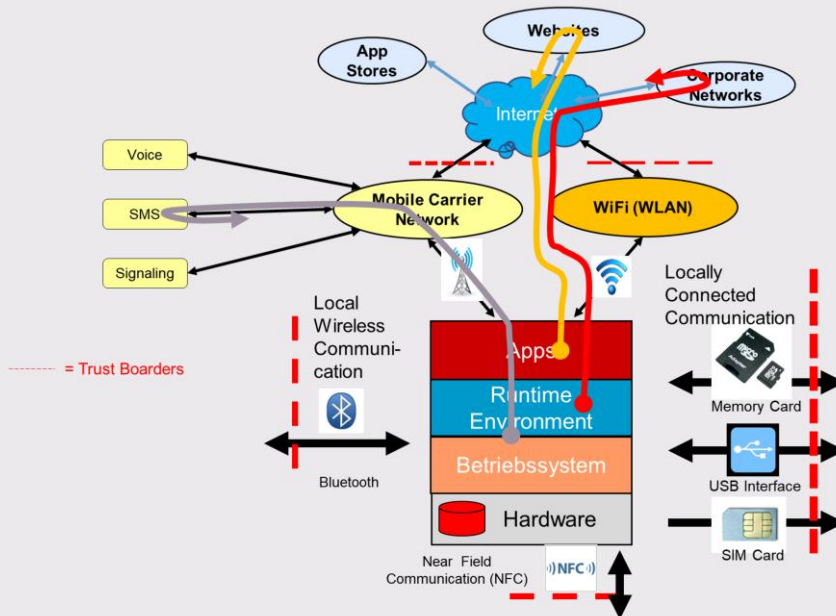 Websites
App
Stores
Corporate
Networks
Internet
Voice
SMS
Signaling
Mobile Carrier
Network
WiFi (WLAN)
Local
Wireless
Communi-
cation
Locally
Connected
Communication
= Trust Boarders
Apps
Runtime
Environment
Betriebssystem
Hardware
Bluetooth
Memory Card
USB Interface
SIM Card
Near Field
Communication (NFC)
NFC